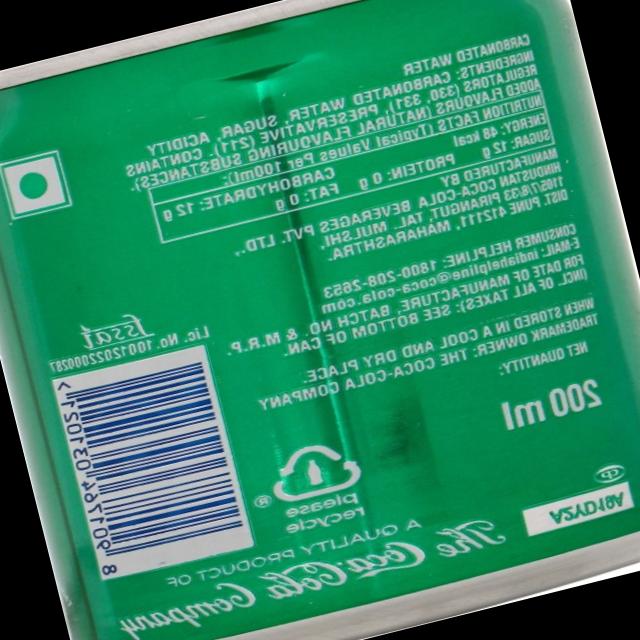 CARBONATED WATER
INGREDIENTS: CARBONATED WATER, SUGAR, ACIDITY
REGULATORS (330, 331), PRESERVATIVE (211), CONTAINS
ADDED FLAVOURS (NATURAL FLAVOURING SUBSTANCES).
NUTRITION FACTS (Typical Values Per 100ml):
ENERGY: 48 kcal CARBOHYDRATE: 12 g
SUGAR: 12 g PROTEIN: 0 g FAT: 0 g
MANUFACTURED BY
HINDUSTAN COCA-COLA BEVERAGES PVT. LTD.,
DIST. PUNE 412111, MAHARASHTRA.
CONSUMER HELPLINE: 1800-208-2653
E-MAIL: indiahelpline@coca-cola.com
FOR DATE OF MANUFACTURE, BATCH NO. & M.R.P.
(INCL. OF ALL TAXES): SEE BOTTOM OF CAN.
WHEN STORED IN A COOL AND DRY PLACE.
TRADEMARK OWNER: THE COCA-COLA COMPANY
NET QUANTITY:
200 ml
fssai
Lic. No. 10012022000287
8 901764 031201 >
please
recycle
®
A QUALITY PRODUCT OF
The Coca-Cola Company